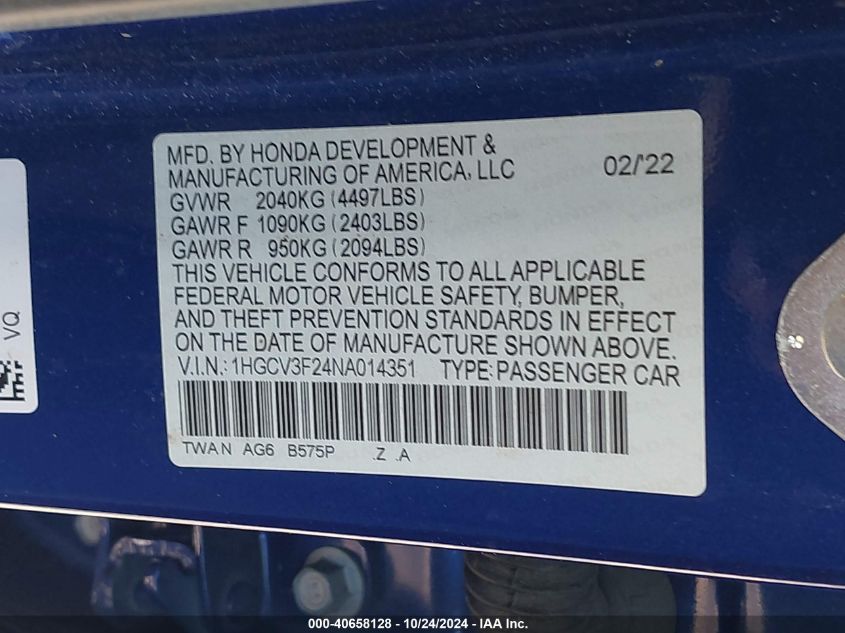 MFD. BY HONDA DEVELOPMENT &
MANUFACTURING OF AMERICA, LLC 02/'22
GVWR 2040KG (4497LBS)
GAWR F 1090KG (2403LBS)
GAWR R 950KG (2094LBS)
THIS VEHICLE CONFORMS TO ALL APPLICABLE
FEDERAL MOTOR VEHICLE SAFETY, BUMPER,
AND THEFT PREVENTION STANDARDS IN EFFECT
ON THE DATE OF MANUFACTURE SHOWN ABOVE.
V.I.N.: 1HGCV3F24NA014351 TYPE: PASSENGER CAR
TWAN AG6 B575P .Z .A
VQ
000-40658128 - 10/24/2024 - IAA Inc.